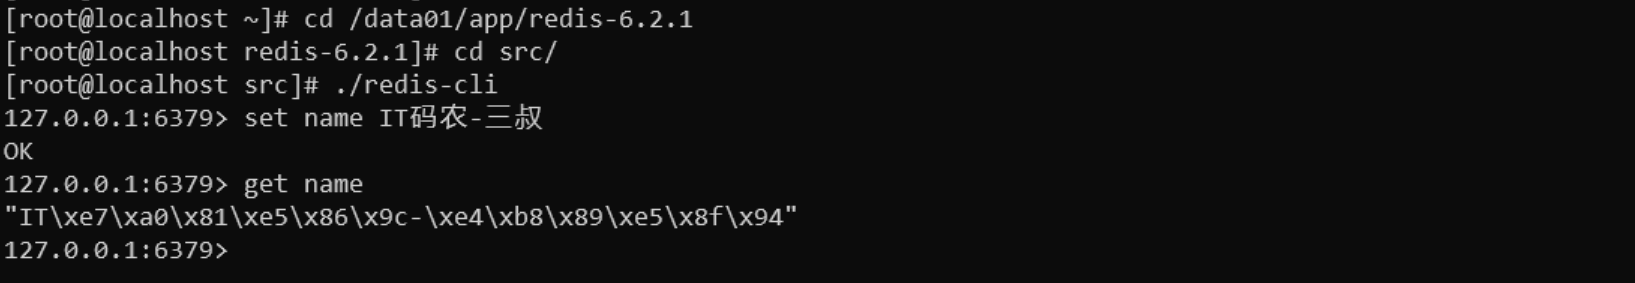 [root@localhost ~]# cd /data01/app/redis-6.2.1
[root@localhost redis-6.2.1]# cd src/
[root@localhost src]# ./redis-cli
127.0.0.1:6379> set name IT码农-三叔
OK
127.0.0.1:6379> get name
"IT\xe7\xa0\x81\xe5\x86\x9c-\xe4\xb8\x89\xe5\x8f\x94"
127.0.0.1:6379>